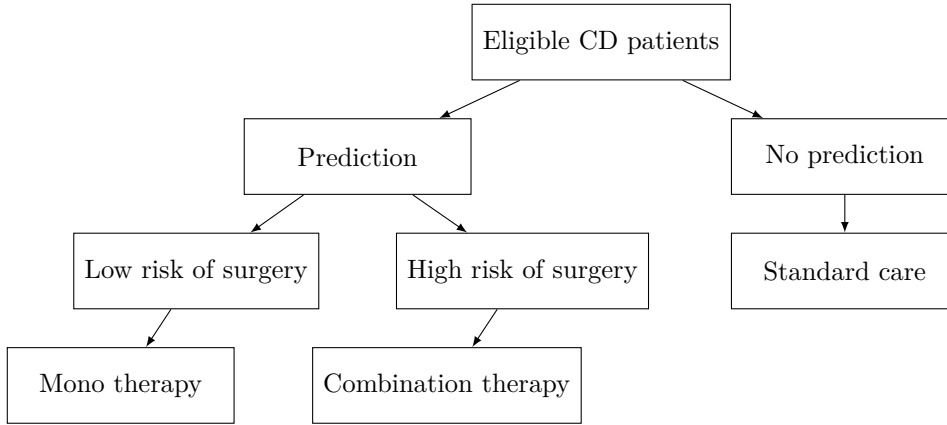 Eligible CD patients
Prediction
No prediction
Low risk of surgery
High risk of surgery
Standard care
Mono therapy
Combination therapy